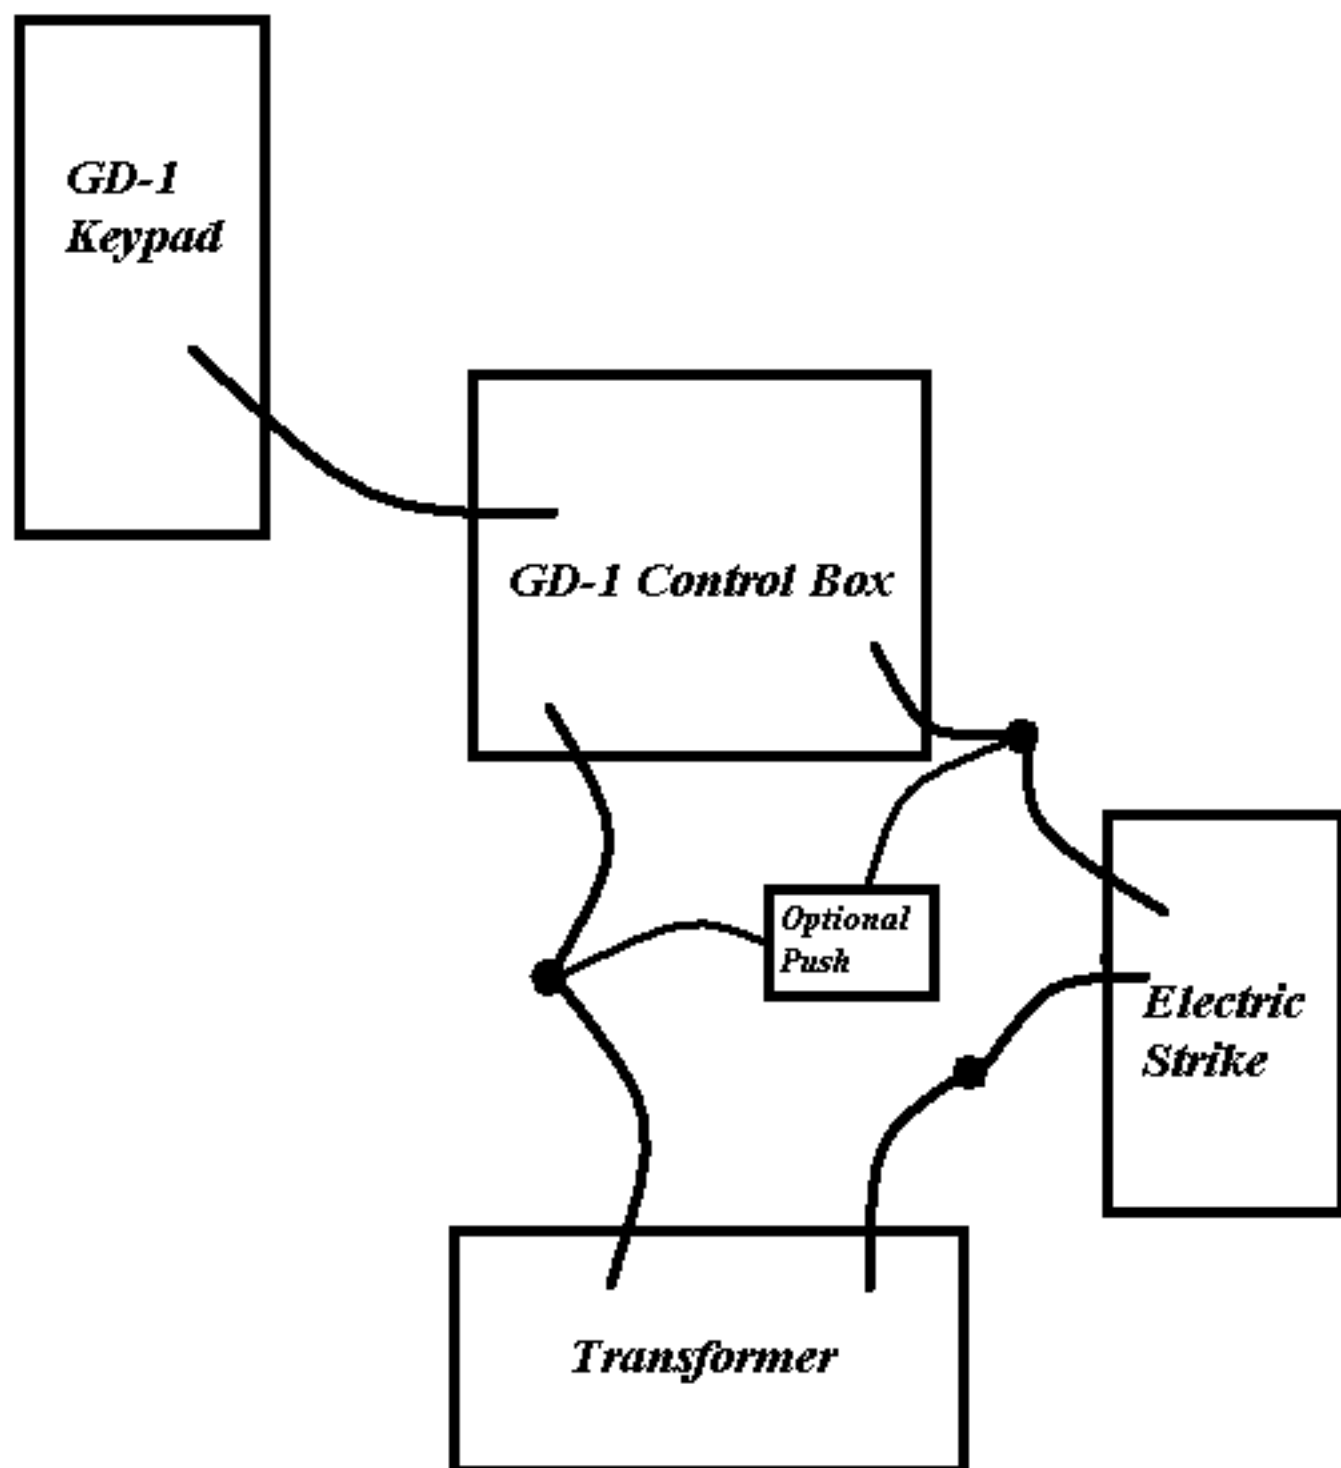 GD-1
Keypad
GD-1 Control Box
Optional
Push
Electric
Strike
Transformer